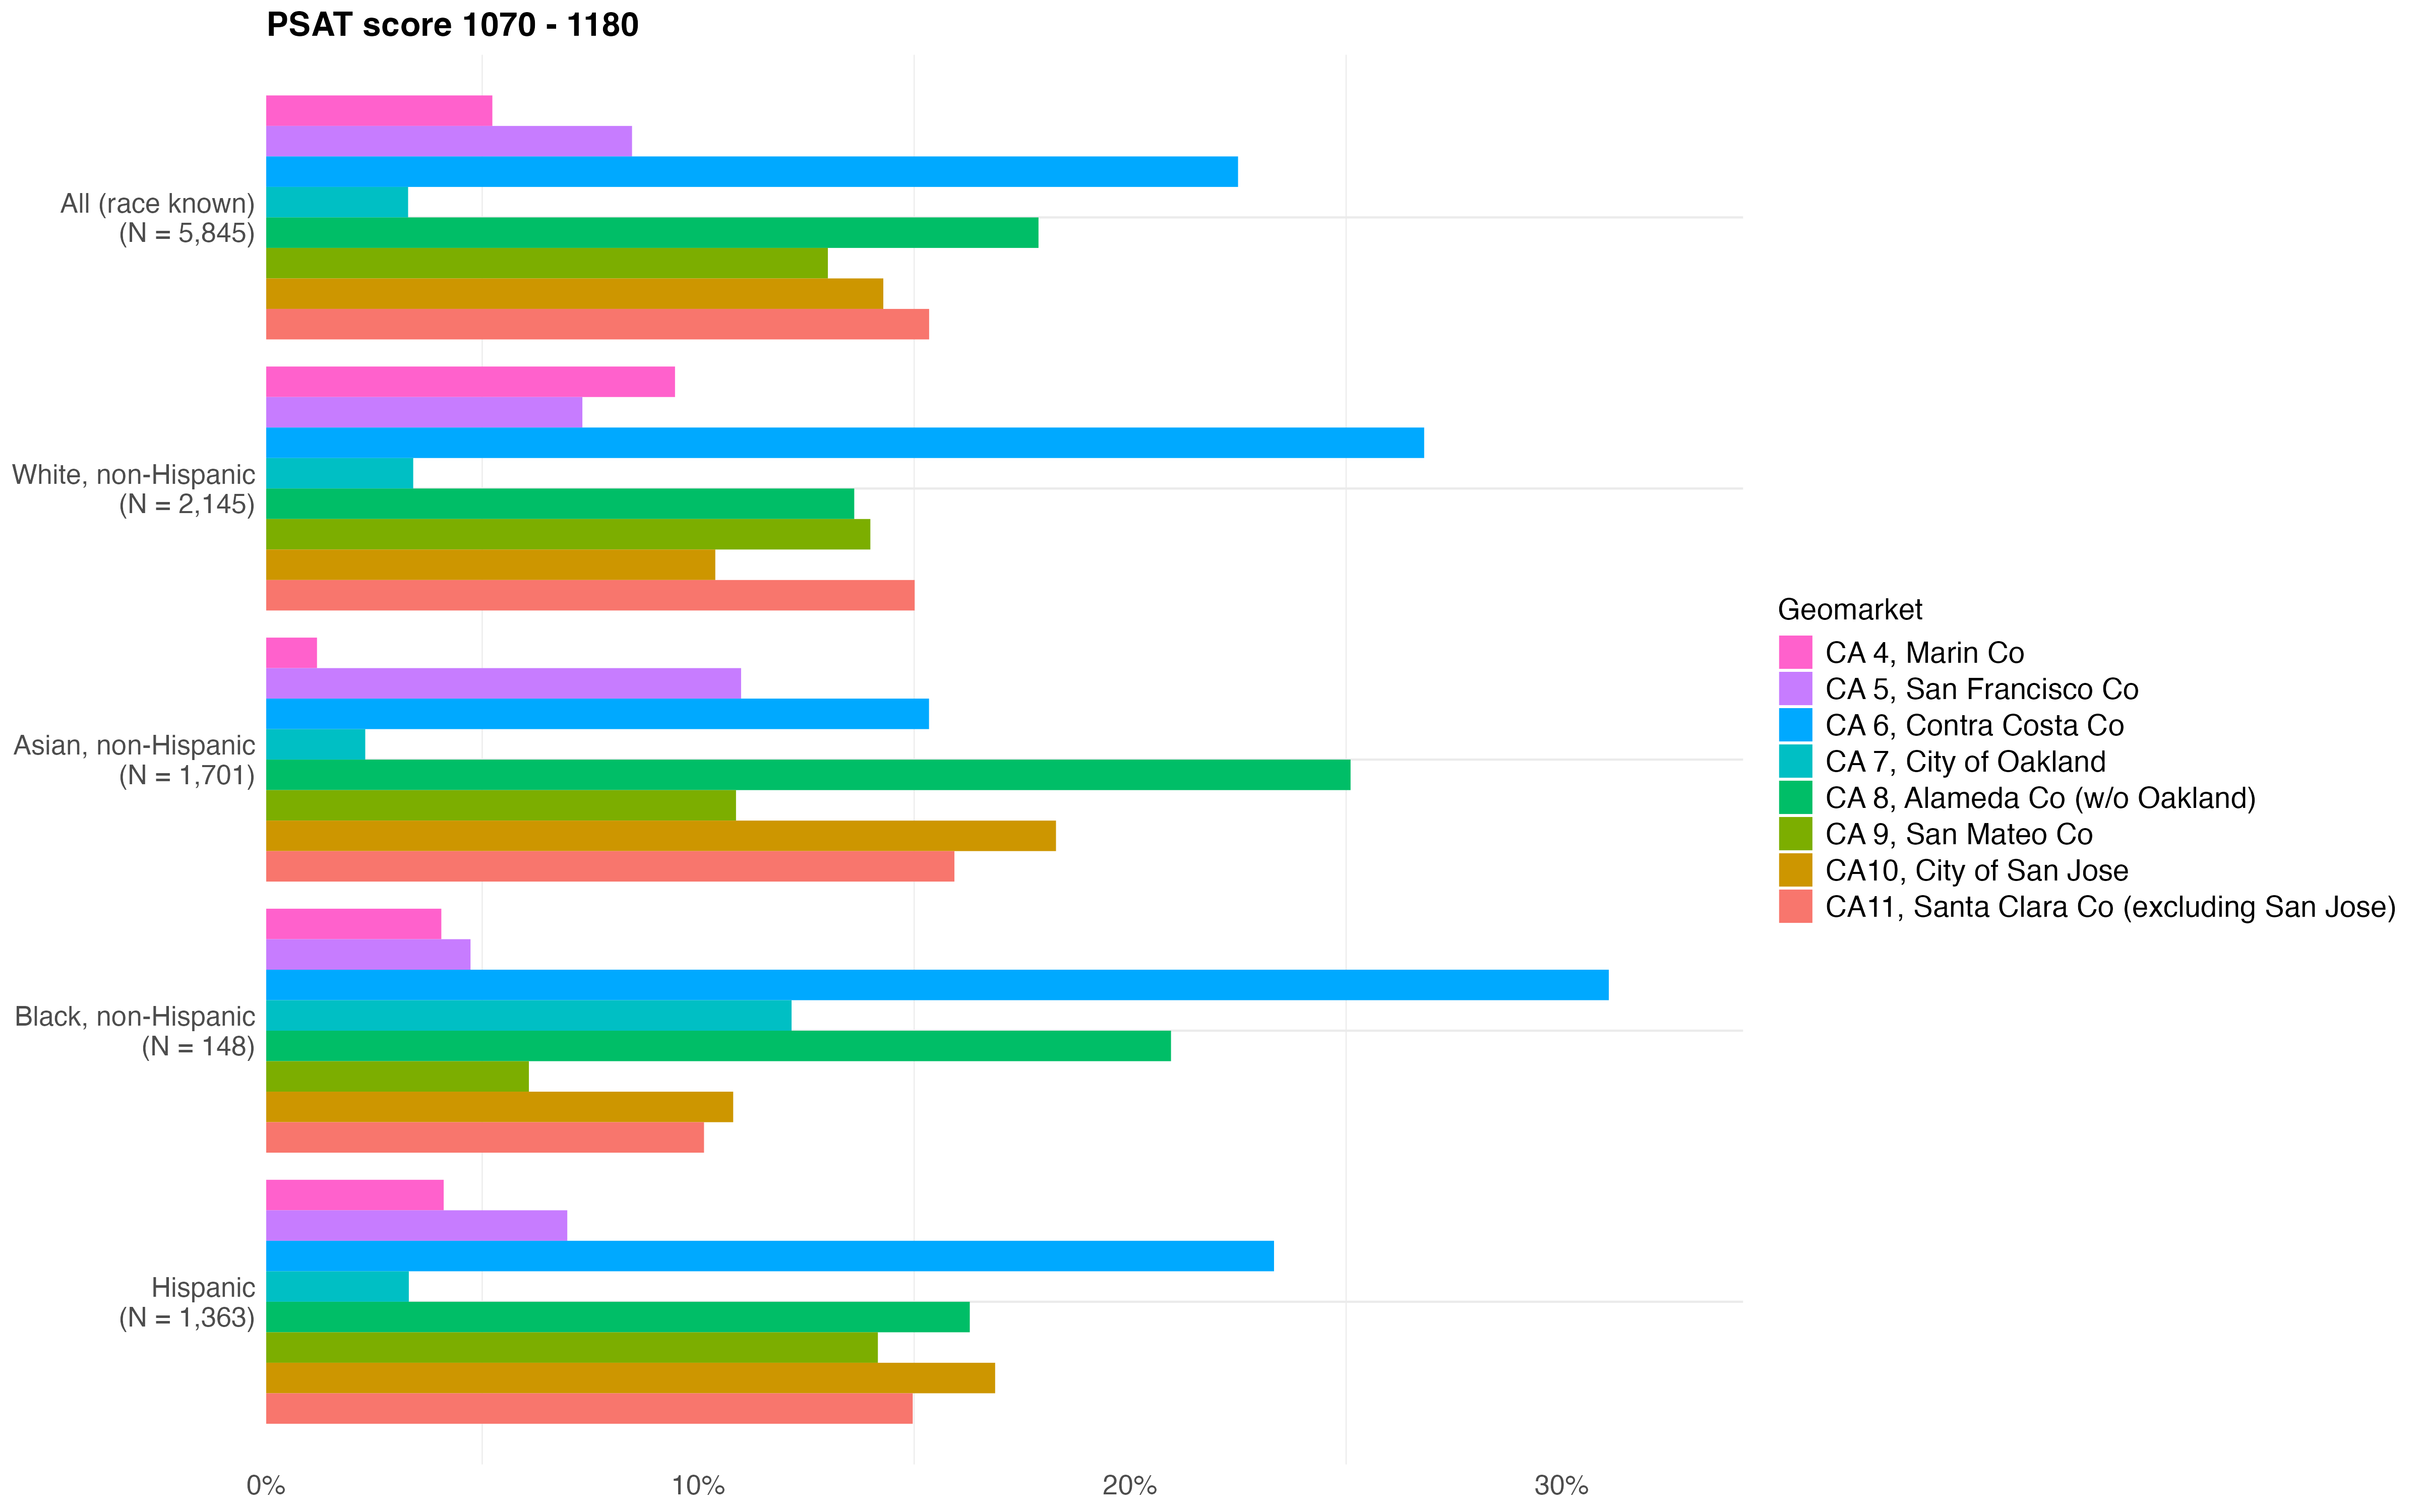 PSAT score 1070 - 1180
All (race known)
(N = 5,845)
White, non-Hispanic
(N = 2,145)
Asian, non-Hispanic
(N = 1,701)
Black, non-Hispanic
(N = 148)
Hispanic
(N = 1,363)
0%
10%
20%
30%
Geomarket
CA 4, Marin Co
CA 5, San Francisco Co
CA 6, Contra Costa Co
CA 7, City of Oakland
CA 8, Alameda Co (w/o Oakland)
CA 9, San Mateo Co
CA10, City of San Jose
CA11, Santa Clara Co (excluding San Jose)